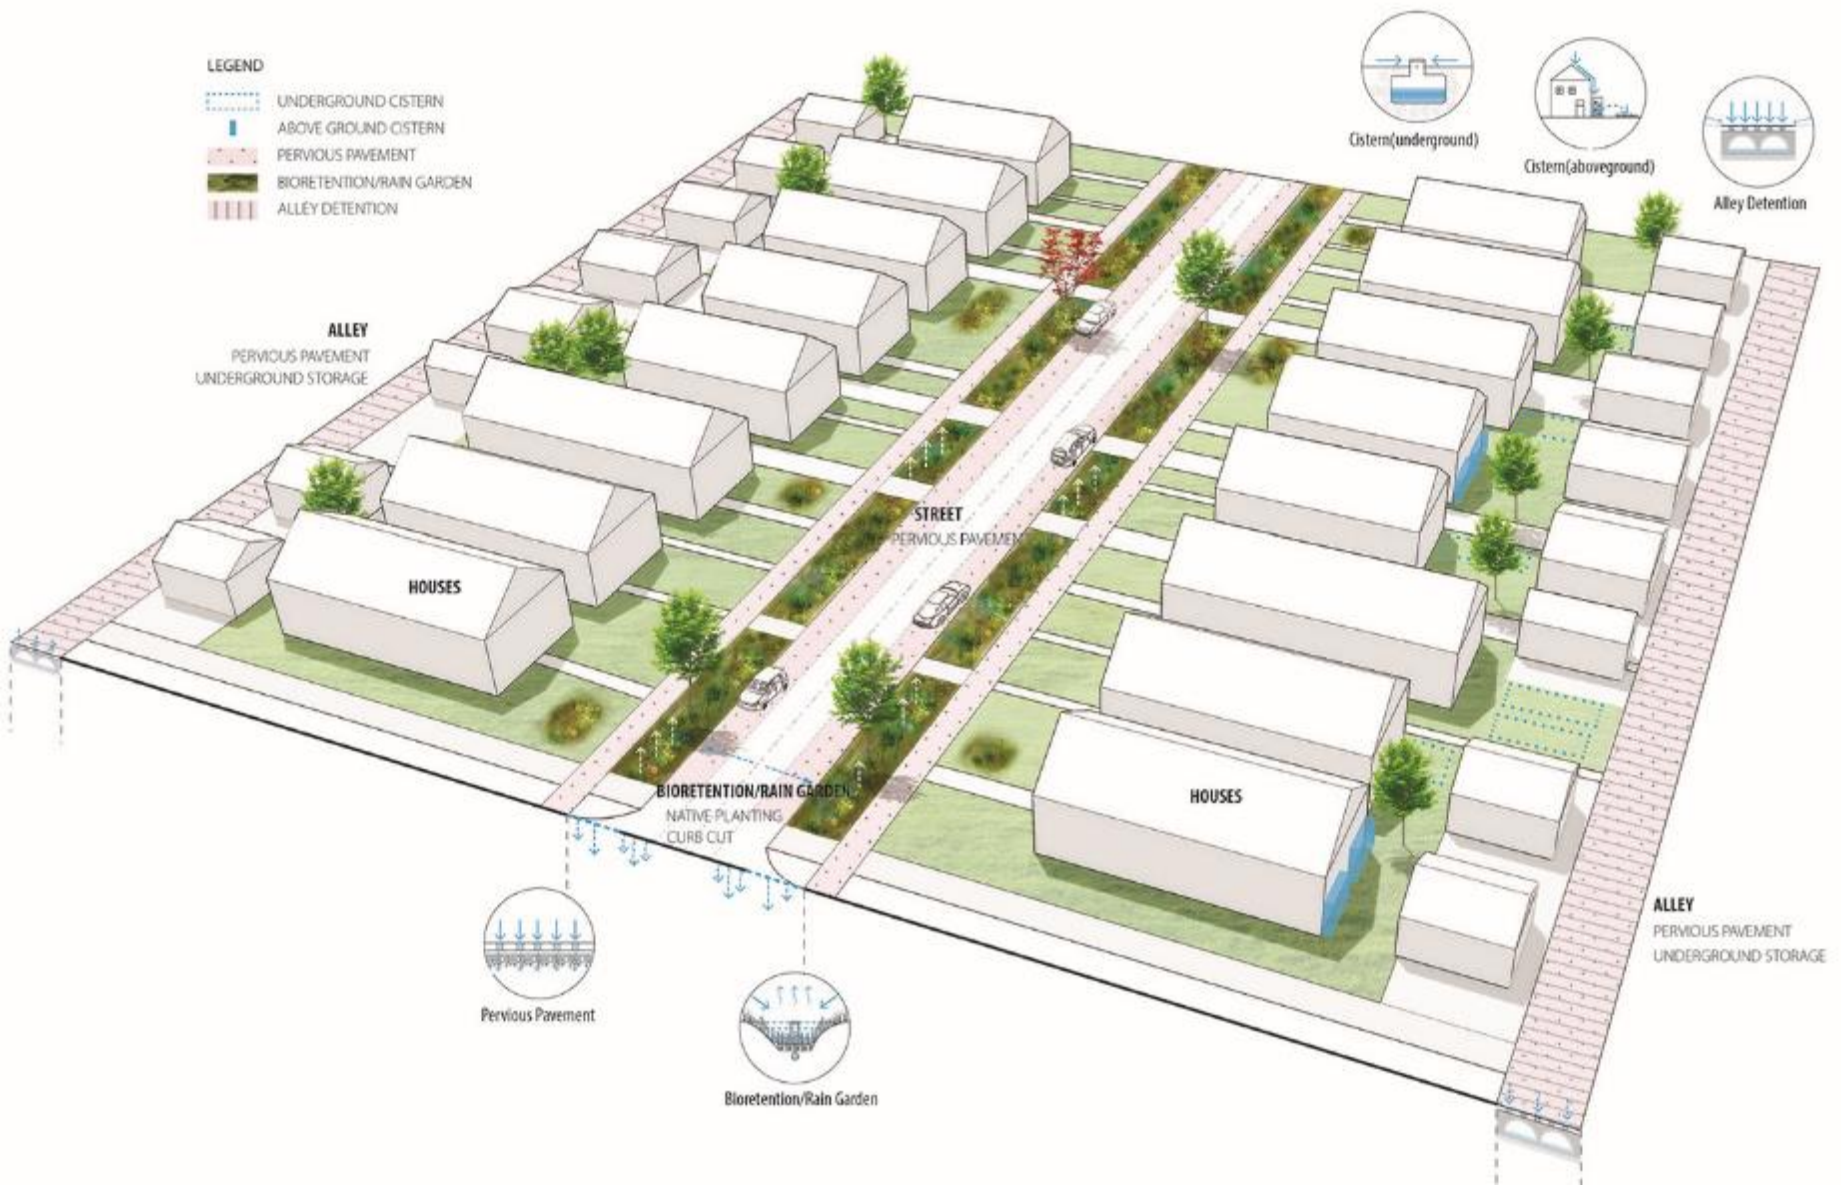 LEGEND
UNDERGROUND CISTERN
ABOVE GROUND CISTERN
PERVIOUS PAVEMENT
BIORETENTION/RAIN GARDEN
ALLEY DETENTION
Cistern(underground)
Cistern(aboveground)
Alley Detention
ALLEY
PERVIOUS PAVEMENT
UNDERGROUND STORAGE
STREET
PERVIOUS PAVEMENT
HOUSES
HOUSES
BIORETENTION/RAIN GARDEN
NATIVE PLANTING
CURB CUT
ALLEY
PERVIOUS PAVEMENT
UNDERGROUND STORAGE
Pervious Pavement
Bioretention/Rain Garden